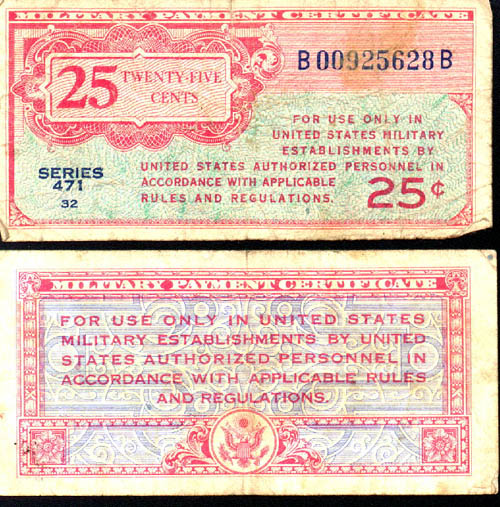 MILITARY PAYMENT CERTIFICATE
B00925628B
25 TWENTY-FIVE
CENTS
FOR USE ONLY IN
UNITED STATES MILITARY
ESTABLISHMENTS BY
UNITED STATES AUTHORIZED PERSONNEL IN
ACCORDANCE WITH APPLICABLE
RULES AND REGULATIONS.
25¢
SERIES
471
32
MILITARY PAYMENT CERTIFICATE
FOR USE ONLY IN UNITED STATES
MILITARY ESTABLISHMENTS BY UNITED
STATES AUTHORIZED PERSONNEL IN
ACCORDANCE WITH APPLICABLE RULES
AND REGULATIONS.